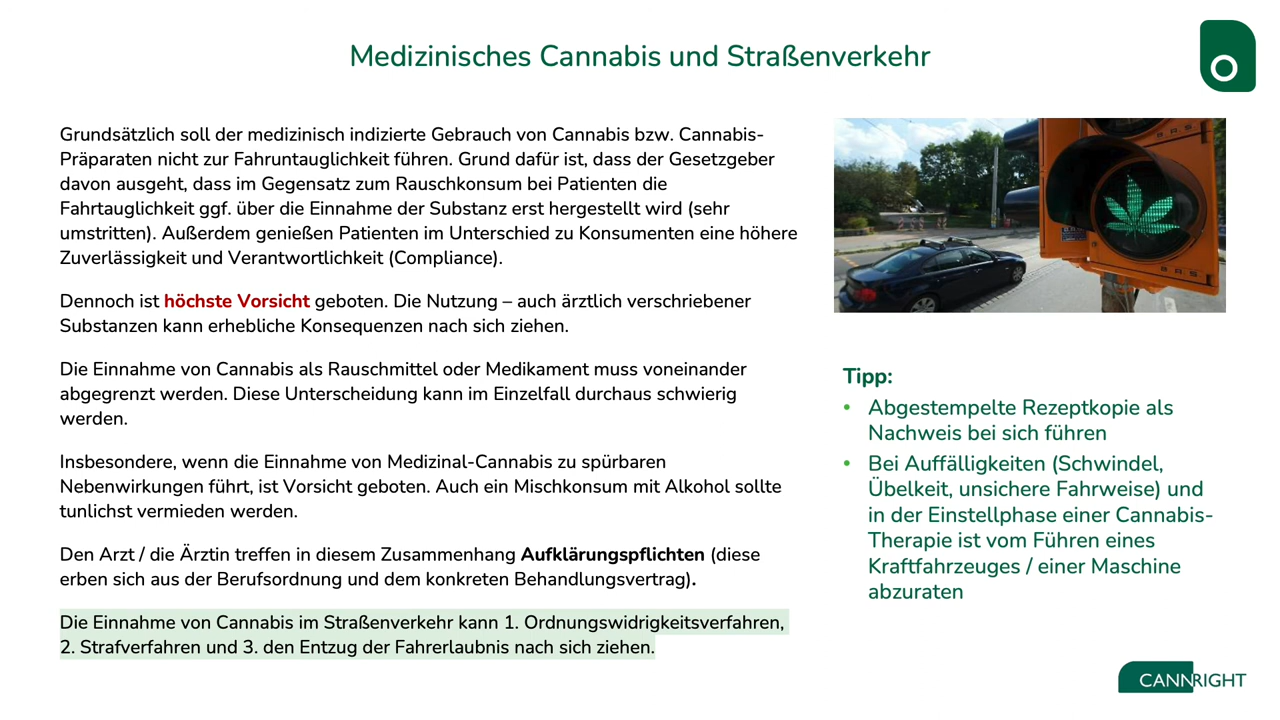 Medizinisches Cannabis und Straßenverkehr
Grundsätzlich soll der medizinisch indizierte Gebrauch von Cannabis bzw. Cannabis-
Präparaten nicht zur Fahruntauglichkeit führen. Grund dafür ist, dass der Gesetzgeber
davon ausgeht, dass im Gegensatz zum Rauschkonsum bei Patienten die
Fahrtauglichkeit ggf. über die Einnahme der Substanz erst hergestellt wird (sehr
umstritten). Außerdem genießen Patienten im Unterschied zu Konsumenten eine höhere
Zuverlässigkeit und Verantwortlichkeit (Compliance).
Dennoch ist höchste Vorsicht geboten. Die Nutzung – auch ärztlich verschriebener
Substanzen kann erhebliche Konsequenzen nach sich ziehen.
Die Einnahme von Cannabis als Rauschmittel oder Medikament muss voneinander
abgegrenzt werden. Diese Unterscheidung kann im Einzelfall durchaus schwierig
werden.
Insbesondere, wenn die Einnahme von Medizinal-Cannabis zu spürbaren
Nebenwirkungen führt, ist Vorsicht geboten. Auch ein Mischkonsum mit Alkohol sollte
tunlichst vermieden werden.
Den Arzt / die Ärztin treffen in diesem Zusammenhang Aufklärungspflichten (diese
erben sich aus der Berufsordnung und dem konkreten Behandlungsvertrag).
Die Einnahme von Cannabis im Straßenverkehr kann 1. Ordnungswidrigkeitsverfahren,
2. Strafverfahren und 3. den Entzug der Fahrerlaubnis nach sich ziehen.
Tipp:
• Abgestempelte Rezeptkopie als
Nachweis bei sich führen
• Bei Auffälligkeiten (Schwindel,
Übelkeit, unsichere Fahrweise) und
in der Einstellphase einer Cannabis-
Therapie ist vom Führen eines
Kraftfahrzeuges / einer Maschine
abzuraten
CANNRIGHT